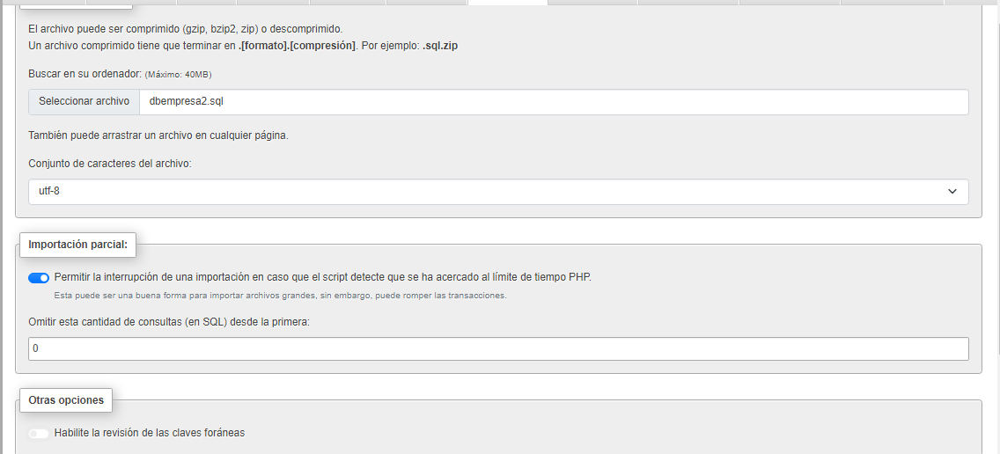 El archivo puede ser comprimido (gzip, bzip2, zip) o descomprimido.
Un archivo comprimido tiene que terminar en .[formato].[compresión]. Por ejemplo: .sql.zip
Buscar en su ordenador: (Máximo: 40MB)
Seleccionar archivo dbempresa2.sql
También puede arrastrar un archivo en cualquier página.
Conjunto de caracteres del archivo:
utf-8
Importación parcial:
Permitir la interrupción de una importación en caso que el script detecte que se ha acercado al límite de tiempo PHP.
Esta puede ser una buena forma para importar archivos grandes, sin embargo, puede romper las transacciones.
Omitir esta cantidad de consultas (en SQL) desde la primera:
0
Otras opciones
Habilite la revisión de las claves foráneas